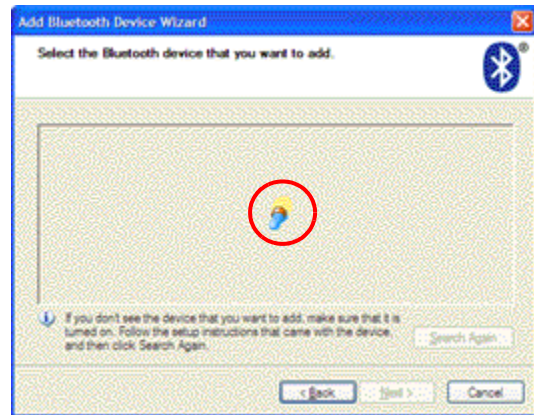 Add Bluetooth Device Wizard
Select the Bluetooth device that you want to add.
®
If you don't see the device that you want to add, make sure that it is
turned on. Follow the setup instructions that came with the device,
and then click Search Again.
Search Again
< Back Next > Cancel